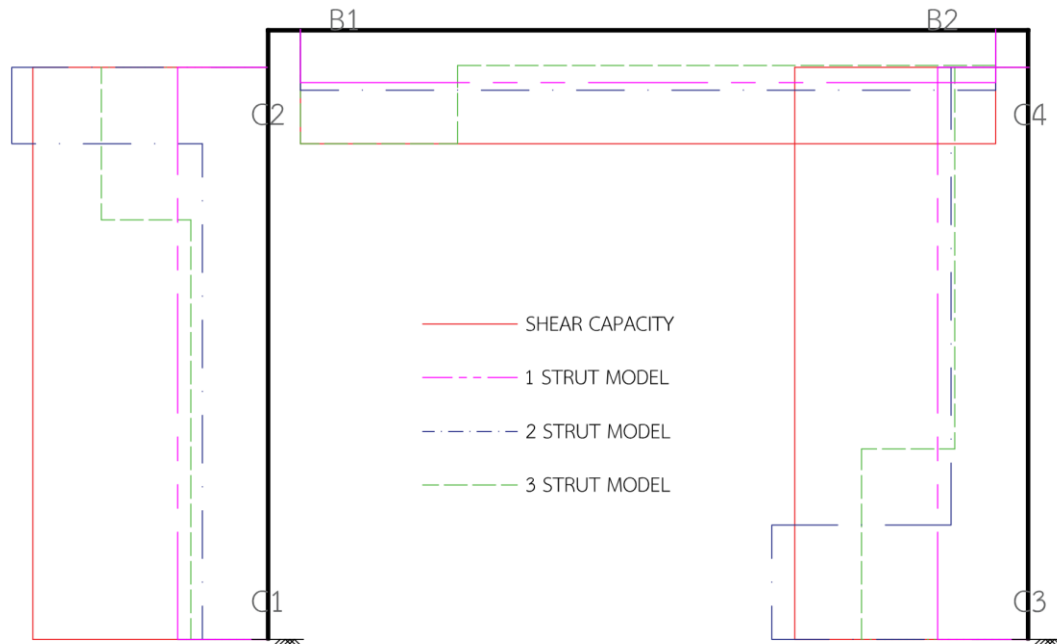 B1
B2
C2
C4
SHEAR CAPACITY
1 STRUT MODEL
2 STRUT MODEL
3 STRUT MODEL
C1
C3